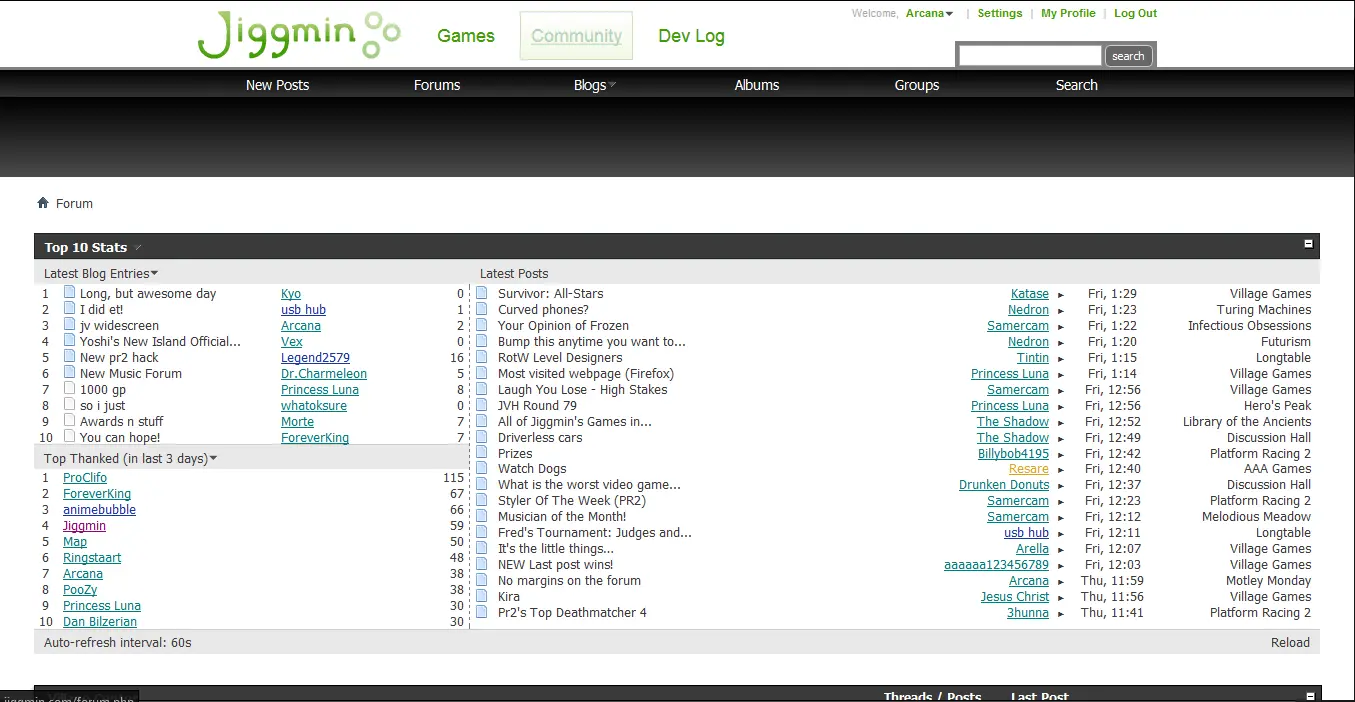 Jiggmin Games Community Dev Log
Welcome, Arcana | Settings | My Profile | Log Out
search
New Posts Forums Blogs Albums Groups Search
Forum
Top 10 Stats
Latest Blog Entries
1 Long, but awesome day Kyo 0
2 I did et! usb hub 1
3 jv widescreen Arcana 2
4 Yoshi's New Island Official... Vex 0
5 New pr2 hack Legend2579 16
6 New Music Forum Dr.Charmeleon 5
7 1000 gp Princess Luna 8
8 so i just whatoksure 0
9 Awards n stuff Morte 7
10 You can hope! ForeverKing 7
Top Thanked (in last 3 days)
1 ProClifo 115
2 ForeverKing 67
3 animebubble 66
4 Jiggmin 59
5 Map 50
6 Ringstaart 48
7 Arcana 38
8 PooZy 38
9 Princess Luna 30
10 Dan Bilzerian 30
Latest Posts
Survivor: All-Stars Katase ► Fri, 1:29 Village Games
Curved phones? Nedron ► Fri, 1:23 Turing Machines
Your Opinion of Frozen Samercam ► Fri, 1:22 Infectious Obsessions
Bump this anytime you want to... Nedron ► Fri, 1:20 Futurism
RotW Level Designers Tintin ► Fri, 1:15 Longtable
Most visited webpage (Firefox) Princess Luna ► Fri, 1:14 Village Games
Laugh You Lose - High Stakes Samercam ► Fri, 12:56 Village Games
JVH Round 79 Princess Luna ► Fri, 12:56 Hero's Peak
All of Jiggmin's Games in... The Shadow ► Fri, 12:52 Library of the Ancients
Driverless cars The Shadow ► Fri, 12:49 Discussion Hall
Prizes Billybob4195 ► Fri, 12:42 Platform Racing 2
Watch Dogs Resare ► Fri, 12:40 AAA Games
What is the worst video game... Drunken Donuts ► Fri, 12:37 Discussion Hall
Styler Of The Week (PR2) Samercam ► Fri, 12:23 Platform Racing 2
Musician of the Month! Samercam ► Fri, 12:12 Melodious Meadow
Fred's Tournament: Judges and... usb hub ► Fri, 12:11 Longtable
It's the little things... Arella ► Fri, 12:07 Village Games
NEW Last post wins! aaaaaa123456789 ► Fri, 12:03 Village Games
No margins on the forum Arcana ► Thu, 11:59 Motley Monday
Kira Jesus Christ ► Thu, 11:56 Village Games
Pr2's Top Deathmatcher 4 3hunna ► Thu, 11:41 Platform Racing 2
Auto-refresh interval: 60s Reload
Threads / Posts Last Post
jiggmin.com/forum.php